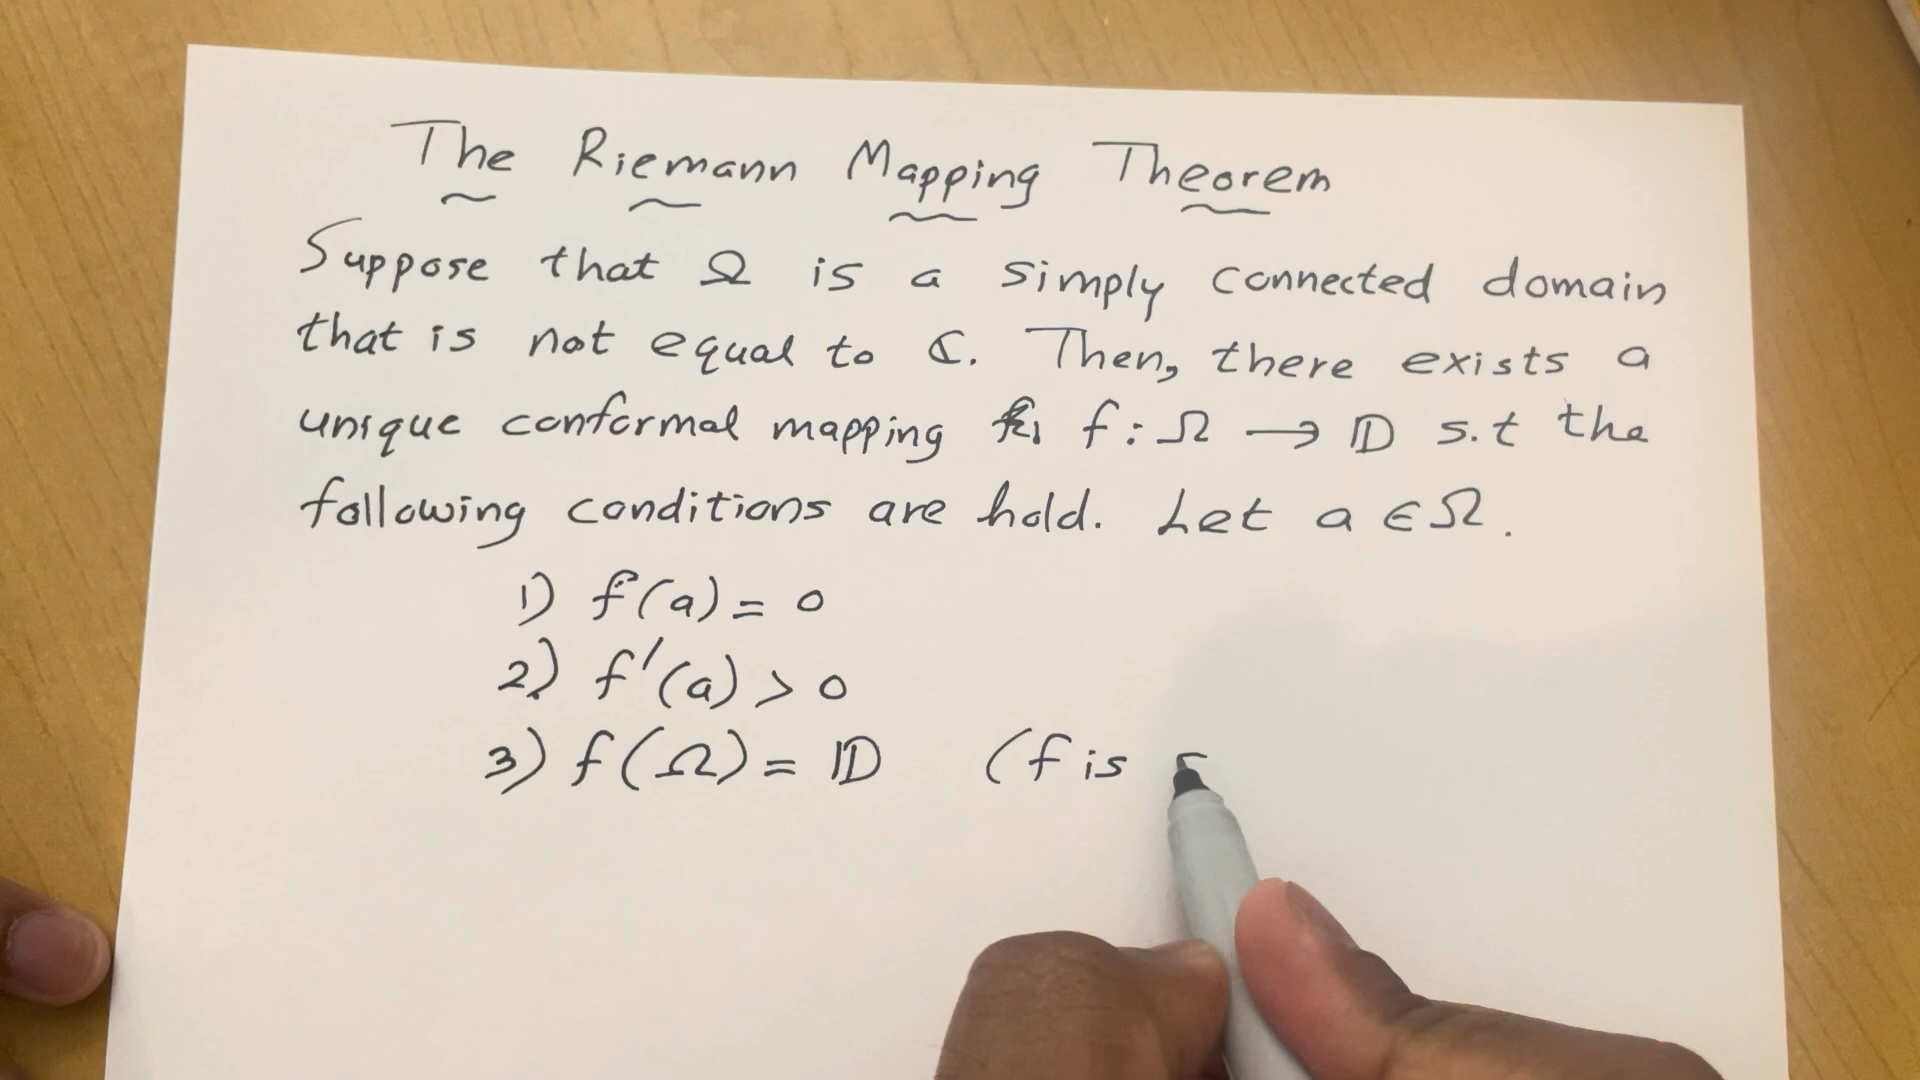 The Riemann Mapping Theorem
Suppose that Ω is a simply connected domain
that is not equal to ℂ. Then, there exists a
unique conformal mapping f : Ω → 𝔻 s.t the
following conditions are hold. Let a ∈ Ω.
1) f(a) = 0
2) f'(a) > 0
3) f(Ω) = 𝔻 (f is